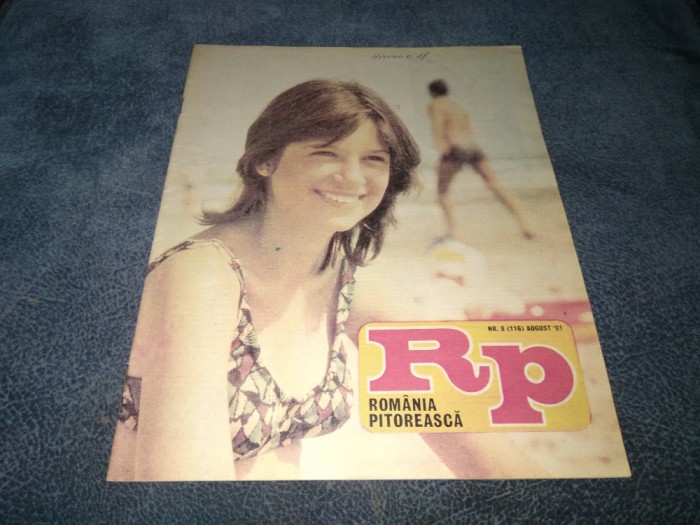 NR. 8 (116) AUGUST '81
Rp
ROMÂNIA
PITOREASCĂ